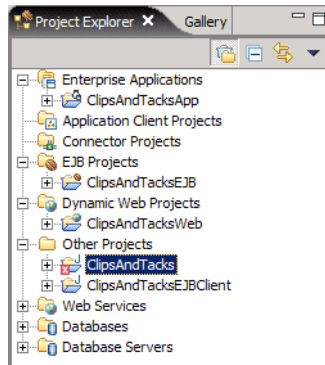 Project Explorer Gallery
Enterprise Applications
ClipsAndTacksApp
Application Client Projects
Connector Projects
EJB Projects
ClipsAndTacksEJB
Dynamic Web Projects
ClipsAndTacksWeb
Other Projects
ClipsAndTacks
ClipsAndTacksEJBClient
Web Services
Databases
Database Servers